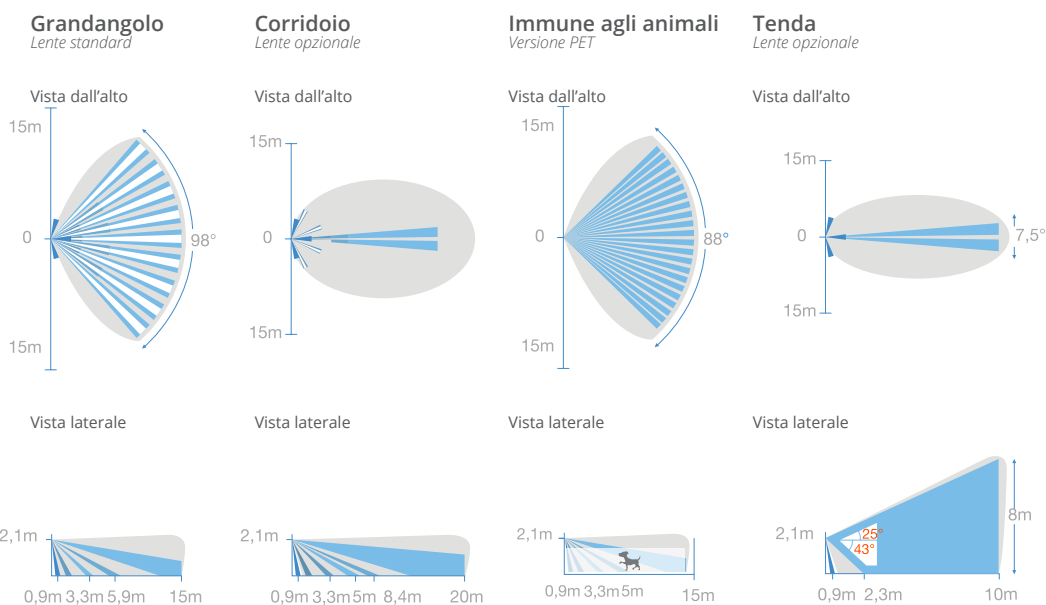 Grandangolo
Lente standard
Vista dall'alto
15m
0
98°
15m
Vista laterale
2,1m
0,9m 3,3m 5,9m 15m
Corridoio
Lente opzionale
Vista dall'alto
15m
0
15m
Vista laterale
2,1m
0,9m 3,3m 5m 8,4m 20m
Immune agli animali
Versione PET
Vista dall'alto
15m
0
88°
15m
Vista laterale
2,1m
0,9m 3,3m 5m 15m
Tenda
Lente opzionale
Vista dall'alto
15m
0
7,5°
15m
Vista laterale
2,1m
25°
43°
8m
0,9m 2,3m 10m